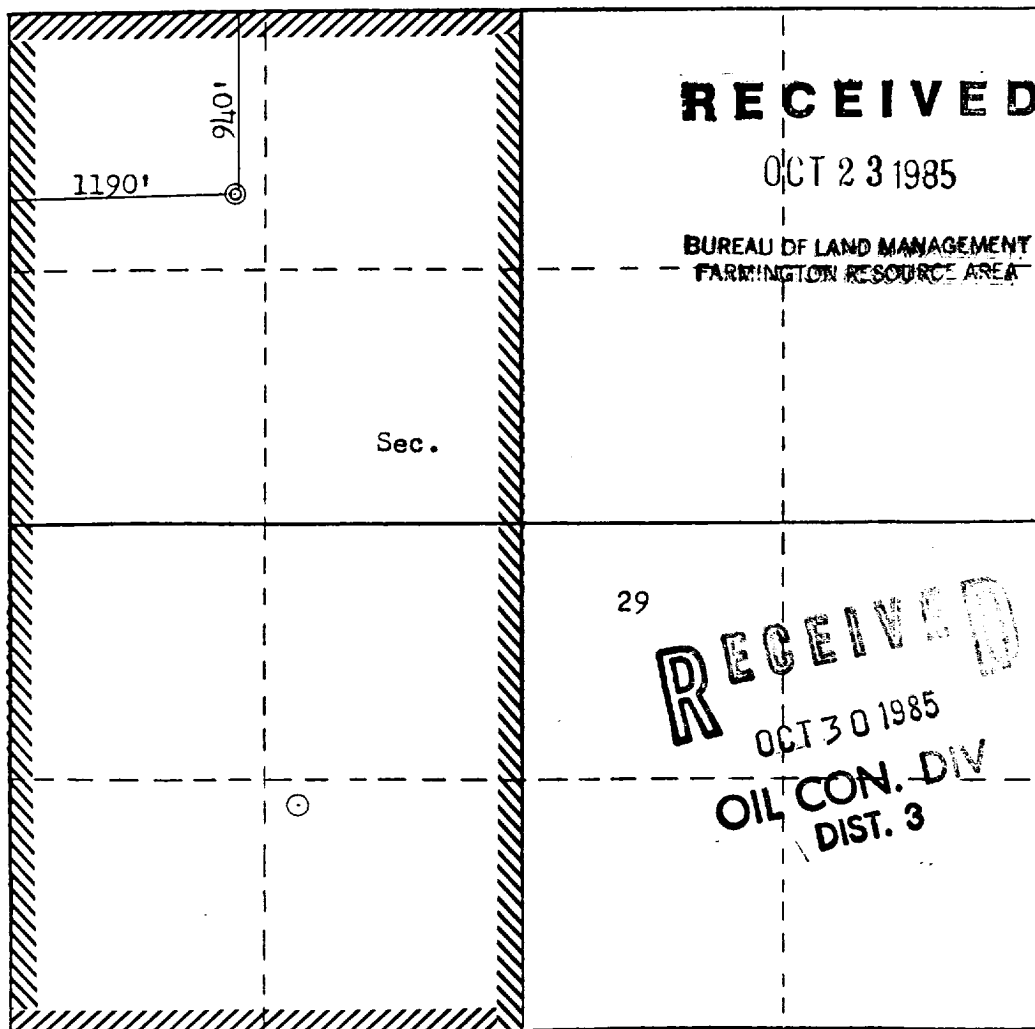 940'
1190'
RECEIVED
OCT 23 1985
BUREAU OF LAND MANAGEMENT
FARMINGTON RESOURCE AREA
Sec.
29
RECEIVED
OCT 30 1985
OIL CON. DIV
DIST. 3